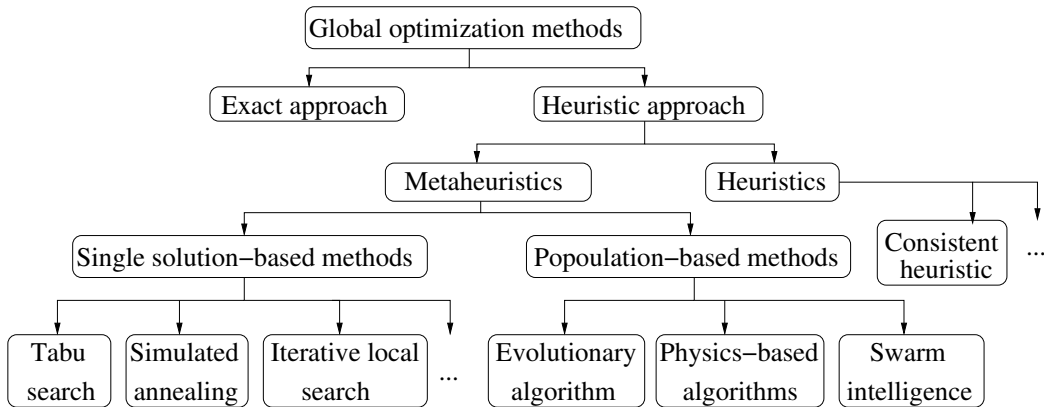 Global optimization methods
Exact approach
Heuristic approach
Metaheuristics
Heuristics
Single solution−based methods
Popoulation−based methods
Consistent
heuristic
...
Tabu
search
Simulated
annealing
Iterative local
search
...
Evolutionary
algorithm
Physics−based
algorithms
Swarm
intelligence